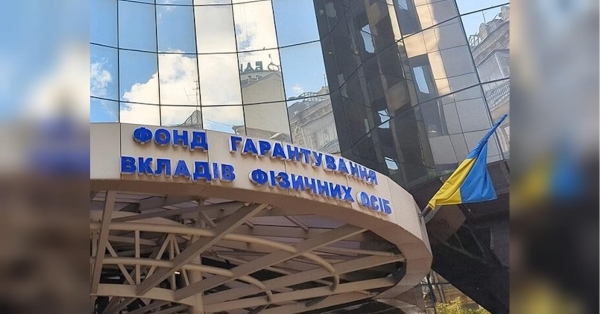 ФОНД ГАРАНТУВАННЯ
ВКЛАДІВ ФІЗИЧНИХ ОСІБ